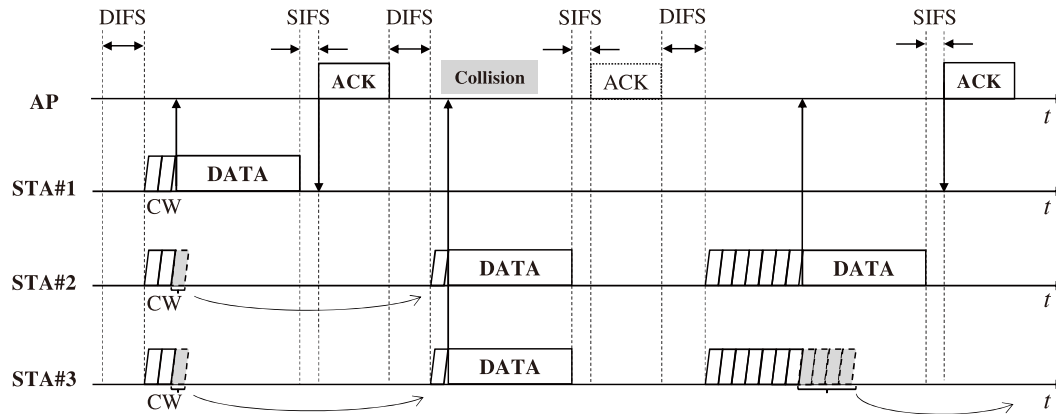 DIFS SIFS DIFS SIFS DIFS SIFS
AP ACK Collision ACK ACK
t
STA#1 DATA
CW t
STA#2 DATA DATA
CW t
STA#3 DATA
CW t